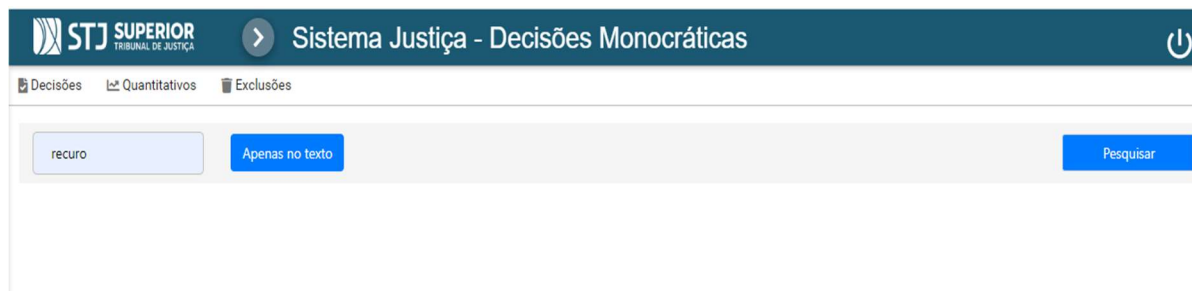 STJ SUPERIOR
TRIBUNAL DE JUSTIÇA
Sistema Justiça - Decisões Monocráticas
Decisões Quantitativos Exclusões
recuro Apenas no texto Pesquisar